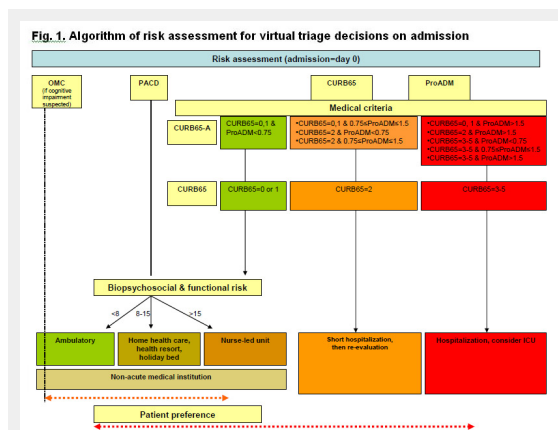 Fig. 1. Algorithm of risk assessment for virtual triage decisions on admission
Risk assessment (admission=day 0)
OMC
(if cognitive
impairment
suspected)
PACD
CURB65
ProADM
Medical criteria
CURB65-A
CURB65=0,1 &
ProADM<0.75
•CURB65=0,1 & 0.75≤ProADM≤1.5
•CURB65=2 & ProADM<0.75
•CURB65=2 & 0.75≤ProADM≤1.5
•CURB65=0,1 & ProADM>1.5
•CURB65=2 & ProADM>1.5
•CURB65=3-5 & ProADM<0.75
•CURB65=3-5 & 0.75≤ProADM≤1.5
•CURB65=3-5 & ProADM>1.5
CURB65
CURB65=0 or 1
CURB65=2
CURB65=3-5
Biopsychosocial & functional risk
<8
8-15
>15
Ambulatory
Home health care,
health resort,
holiday bed
Nurse-led unit
Short hospitalization,
then re-evaluation
Hospitalization, consider ICU
Non-acute medical institution
Patient preference